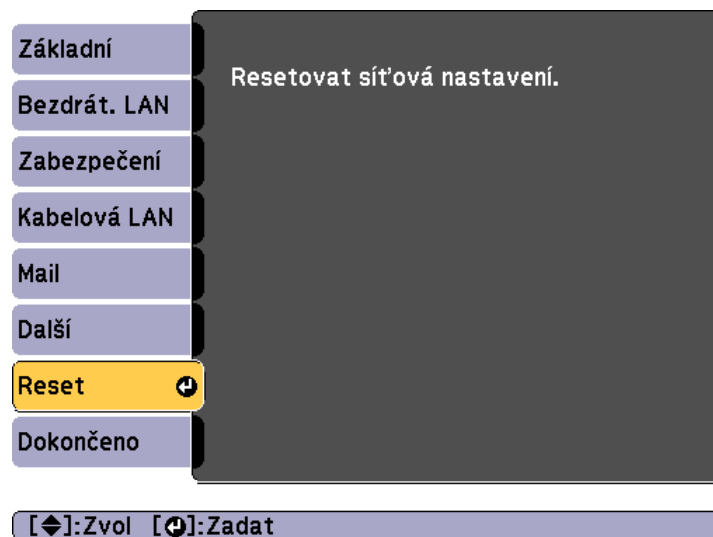 Základní
Bezdrát. LAN
Zabezpečení
Kabelová LAN
Mail
Další
Reset
Dokončeno
Resetovat síťová nastavení.
[◆]:Zvol [⏎]:Zadat